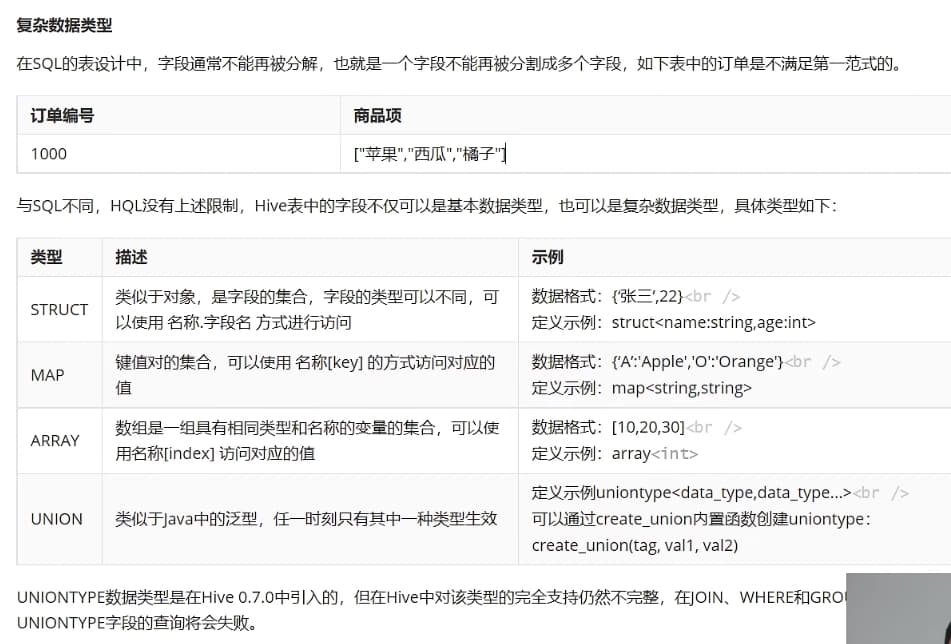 复杂数据类型
在SQL的表设计中，字段通常不能再被分解，也就是一个字段不能再被分割成多个字段，如下表中的订单是不满足第一范式的。
订单编号 商品项
1000 ["苹果","西瓜","橘子"]
与SQL不同，HQL没有上述限制，Hive表中的字段不仅可以是基本数据类型，也可以是复杂数据类型，具体类型如下：
类型 描述 示例
STRUCT
类似于对象，是字段的集合，字段的类型可以不同，可
以使用 名称.字段名 方式进行访问
数据格式：{‘张三‘,22}<br />
定义示例：struct<name:string,age:int>
MAP
键值对的集合，可以使用 名称[key] 的方式访问对应的
值
数据格式：{‘A‘:'Apple','O':'Orange'}<br />
定义示例：map<string,string>
ARRAY
数组是一组具有相同类型和名称的变量的集合，可以使
用名称[index] 访问对应的值
数据格式：[10,20,30]<br />
定义示例：array<int>
UNION
类似于Java中的泛型，任一时刻只有其中一种类型生效
定义示例uniontype<data_type,data_type...><br />
可以通过create_union内置函数创建uniontype：
create_union(tag, val1, val2)
UNIONTYPE数据类型是在Hive 0.7.0中引入的，但在Hive中对该类型的完全支持仍然不完整，在JOIN、WHERE和
UNIONTYPE字段的查询将会失败。